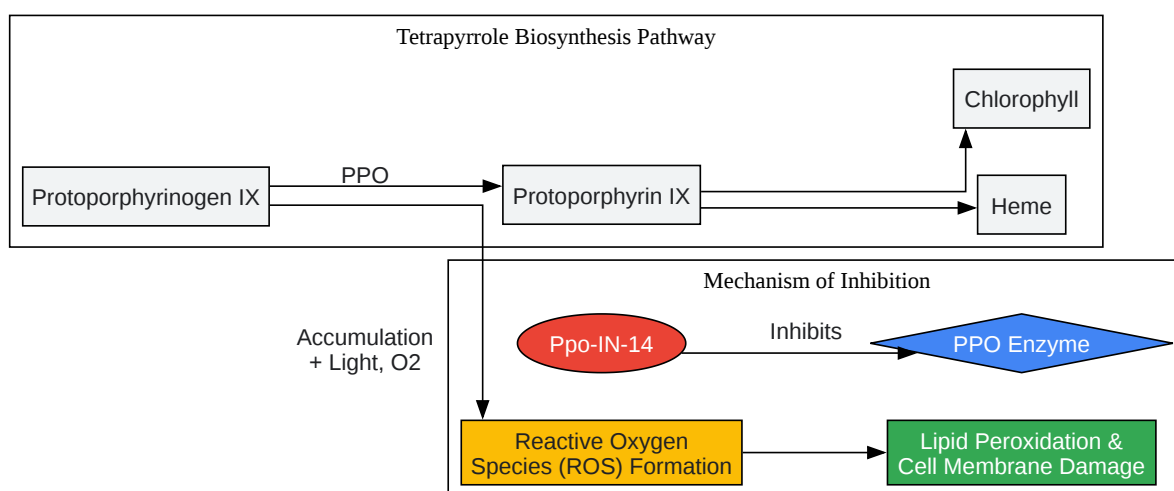 Tetrapyrrole Biosynthesis Pathway
Chlorophyll
Protoporphyrinogen IX
PPO
Protoporphyrin IX
Heme
Mechanism of Inhibition
Accumulation
+ Light, O2
Ppo-IN-14
Inhibits
PPO Enzyme
Reactive Oxygen
Species (ROS) Formation
Lipid Peroxidation &
Cell Membrane Damage